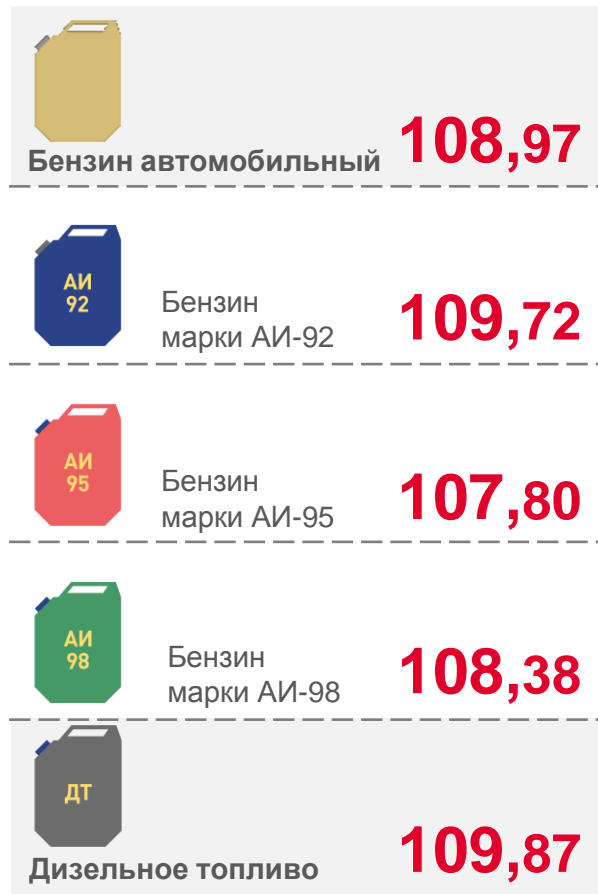 Бензин автомобильный 108,97
АИ
92
Бензин
марки АИ-92
109,72
АИ
95
Бензин
марки АИ-95
107,80
АИ
98
Бензин
марки АИ-98
108,38
ДТ
Дизельное топливо 109,87